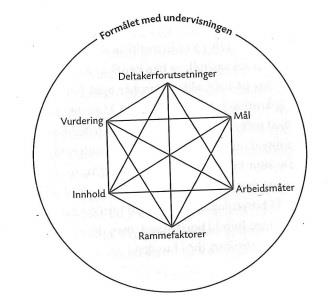 Formålet med undervisningen
Deltakerforutsetninger
Vurdering
Mål
Innhold
Arbeidsmåter
Rammefaktorer